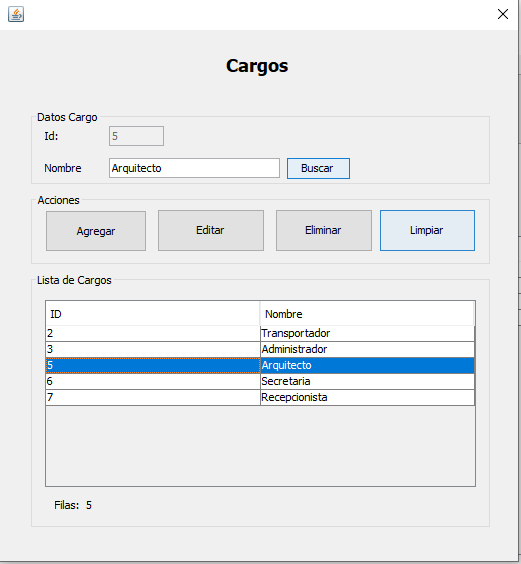 Cargos
Datos Cargo
Id: 5
Nombre Arquitecto Buscar
Acciones
Agregar Editar Eliminar Limpiar
Lista de Cargos
ID Nombre
2 Transportador
3 Administrador
5 Arquitecto
6 Secretaria
7 Recepcionista
Filas: 5